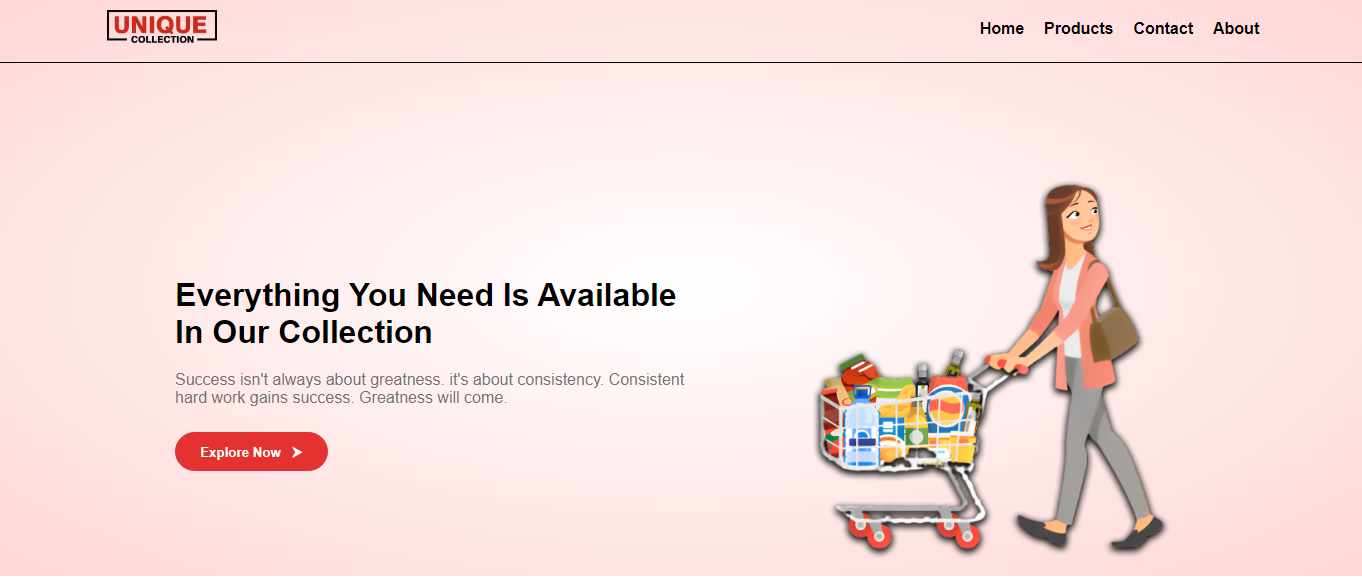 UNIQUE
COLLECTION
Home Products Contact About
Everything You Need Is Available
In Our Collection
Success isn't always about greatness. it's about consistency. Consistent
hard work gains success. Greatness will come.
Explore Now